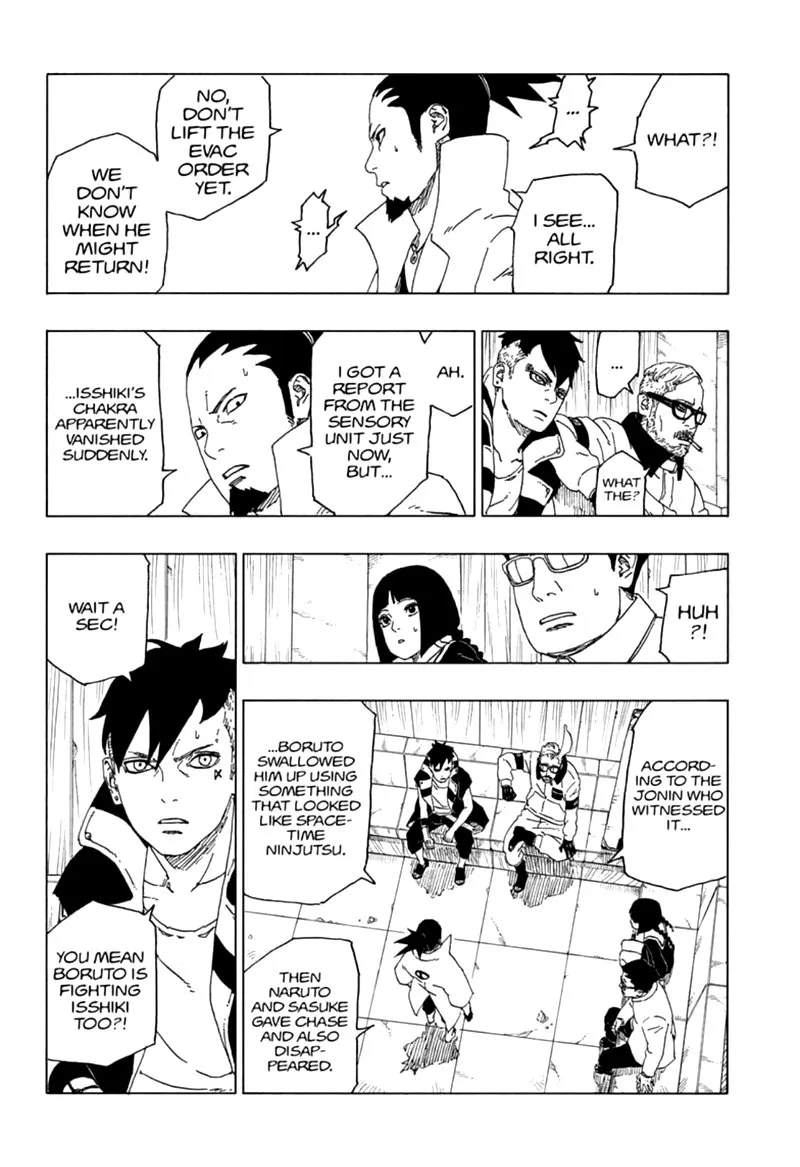 WHAT?!
...
I SEE...
ALL
RIGHT.
NO,
DON'T
LIFT THE
EVAC
ORDER
YET.
...
WE
DON'T
KNOW
WHEN HE
MIGHT
RETURN!
...
WHAT
THE?
AH.
I GOT A
REPORT
FROM THE
SENSORY
UNIT JUST
NOW,
BUT...
...ISSHIKI'S
CHAKRA
APPARENTLY
VANISHED
SUDDENLY.
HUH
?!
ACCORD-
ING TO THE
JONIN WHO
WITNESSED
IT...
...BORUTO
SWALLOWED
HIM UP USING
SOMETHING
THAT LOOKED
LIKE SPACE-
TIME
NINJUTSU.
THEN
NARUTO
AND SASUKE
GAVE CHASE
AND ALSO
DISAP-
PEARED.
WAIT A
SEC!
YOU MEAN
BORUTO IS
FIGHTING
ISSHIKI
TOO?!